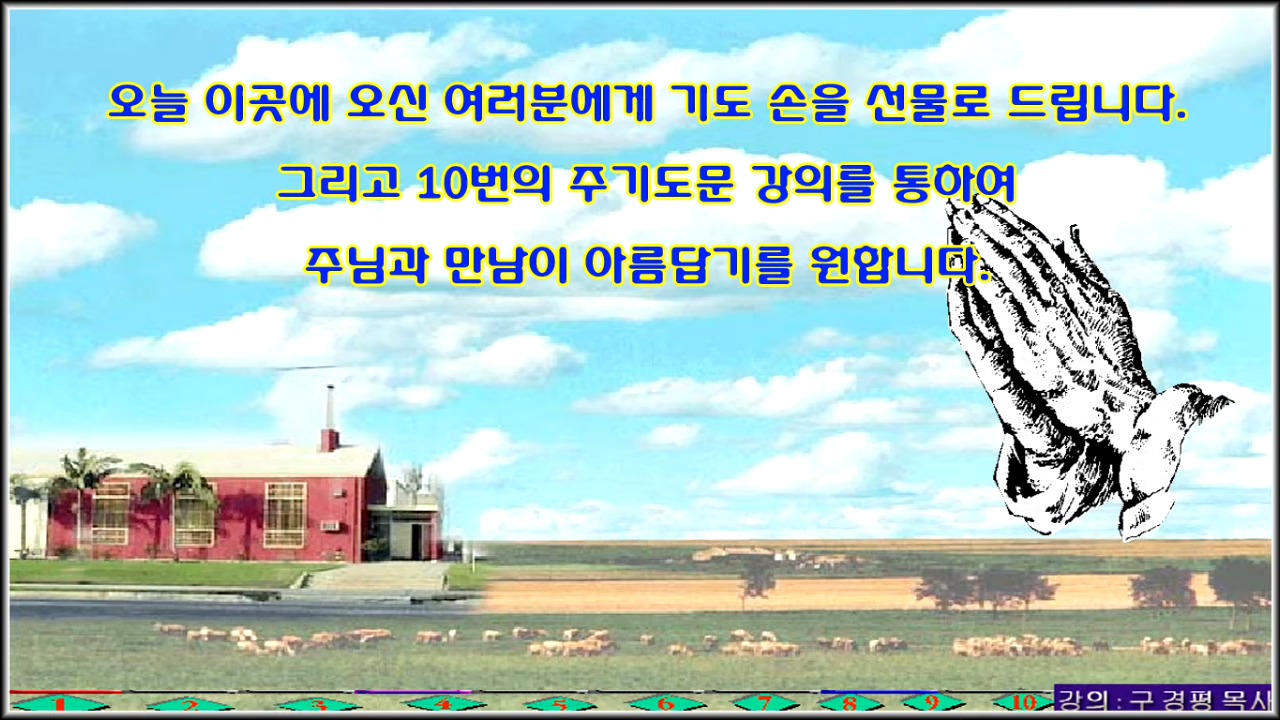 오늘 이곳에 오신 여러분에게 기도 손을 선물로 드립니다.
그리고 10번의 주기도문 강의를 통하여
주님과 만남이 아름답기를 원합니다.
1 2 3 4 5 6 7 8 9 10 강의 : 구 경평 목사